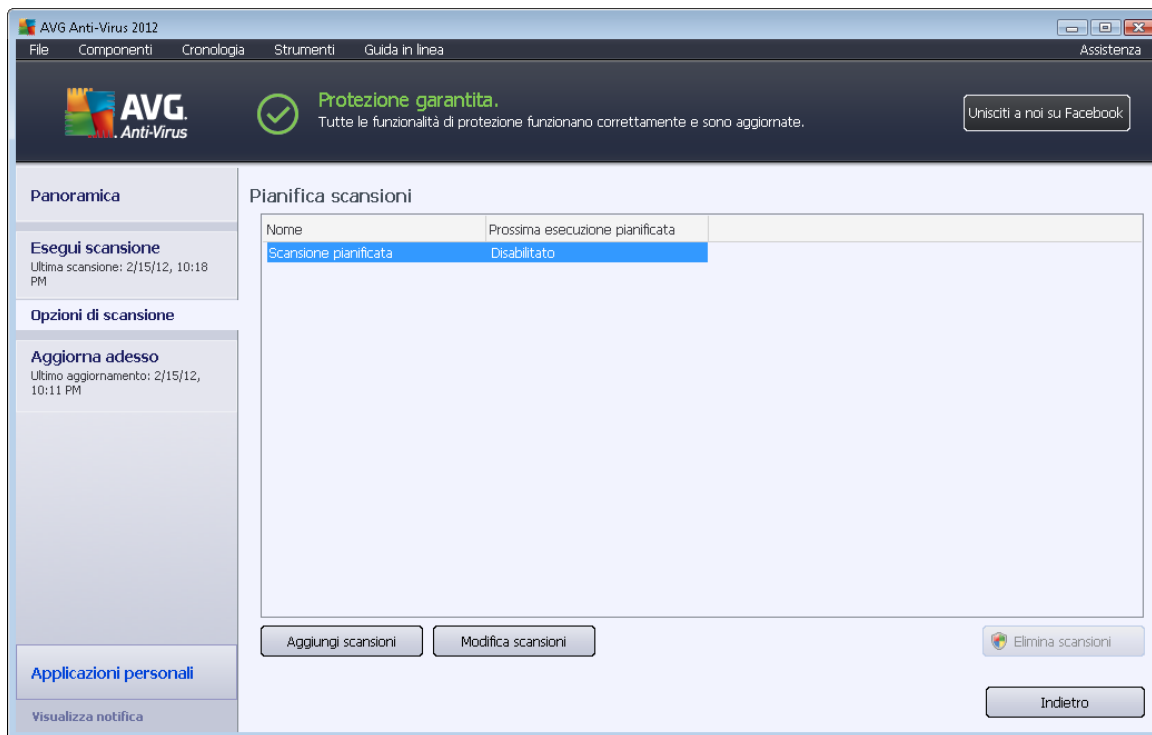 AVG Anti-Virus 2012
File Componenti Cronologia Strumenti Guida in linea Assistenza
AVG.
Anti-Virus
Protezione garantita.
Tutte le funzionalità di protezione funzionano correttamente e sono aggiornate.
Unisciti a noi su Facebook
Panoramica
Esegui scansione
Ultima scansione: 2/15/12, 10:18
PM
Opzioni di scansione
Aggiorna adesso
Ultimo aggiornamento: 2/15/12,
10:11 PM
Applicazioni personali
Visualizza notifica
Pianifica scansioni
Nome Prossima esecuzione pianificata
Scansione pianificata Disabilitato
Aggiungi scansioni Modifica scansioni Elimina scansioni
Indietro